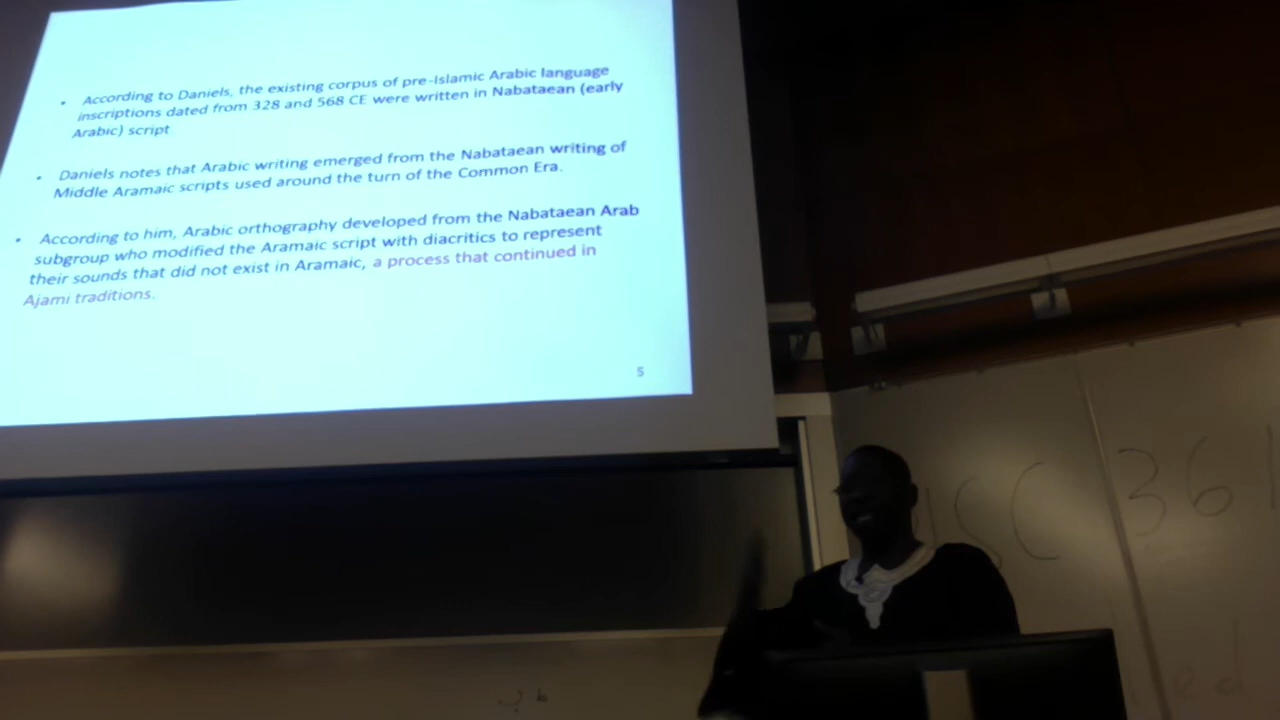 • According to Daniels, the existing corpus of pre-Islamic Arabic language
inscriptions dated from 328 and 568 CE were written in Nabataean (early
Arabic) script
• Daniels notes that Arabic writing emerged from the Nabataean writing of
Middle Aramaic scripts used around the turn of the Common Era.
• According to him, Arabic orthography developed from the Nabataean Arab
subgroup who modified the Aramaic script with diacritics to represent
their sounds that did not exist in Aramaic, a process that continued in
Ajami traditions.
5
36